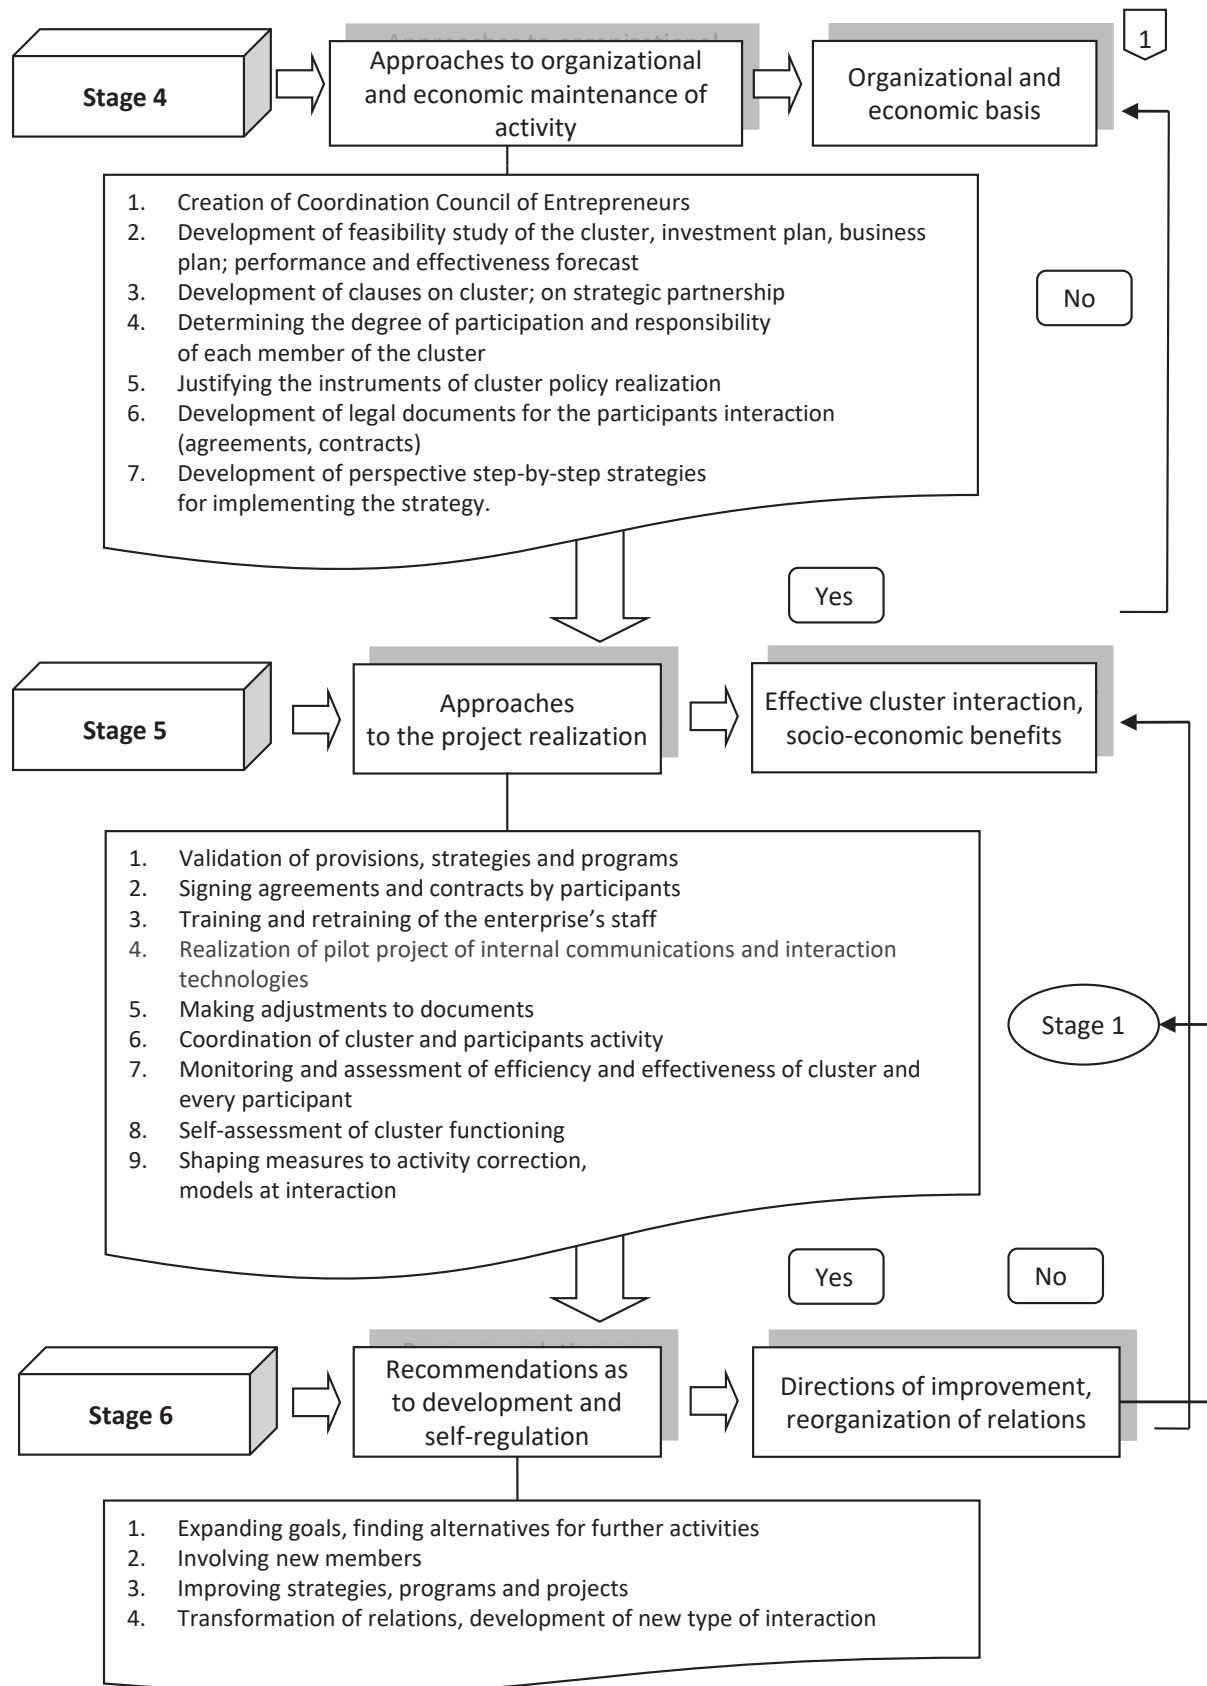 1
Stage 4
Approaches to organizational
and economic maintenance of
activity
Organizational and
economic basis
1. Creation of Coordination Council of Entrepreneurs
2. Development of feasibility study of the cluster, investment plan, business
plan; performance and effectiveness forecast
3. Development of clauses on cluster; on strategic partnership
4. Determining the degree of participation and responsibility
of each member of the cluster
5. Justifying the instruments of cluster policy realization
6. Development of legal documents for the participants interaction
(agreements, contracts)
7. Development of perspective step-by-step strategies
for implementing the strategy.
No
Yes
Stage 5
Approaches
to the project realization
Effective cluster interaction,
socio-economic benefits
1. Validation of provisions, strategies and programs
2. Signing agreements and contracts by participants
3. Training and retraining of the enterprise’s staff
4. Realization of pilot project of internal communications and interaction
technologies
5. Making adjustments to documents
6. Coordination of cluster and participants activity
7. Monitoring and assessment of efficiency and effectiveness of cluster and
every participant
8. Self-assessment of cluster functioning
9. Shaping measures to activity correction,
models at interaction
Stage 1
Yes
No
Stage 6
Recommendations as
to development and
self-regulation
Directions of improvement,
reorganization of relations
1. Expanding goals, finding alternatives for further activities
2. Involving new members
3. Improving strategies, programs and projects
4. Transformation of relations, development of new type of interaction